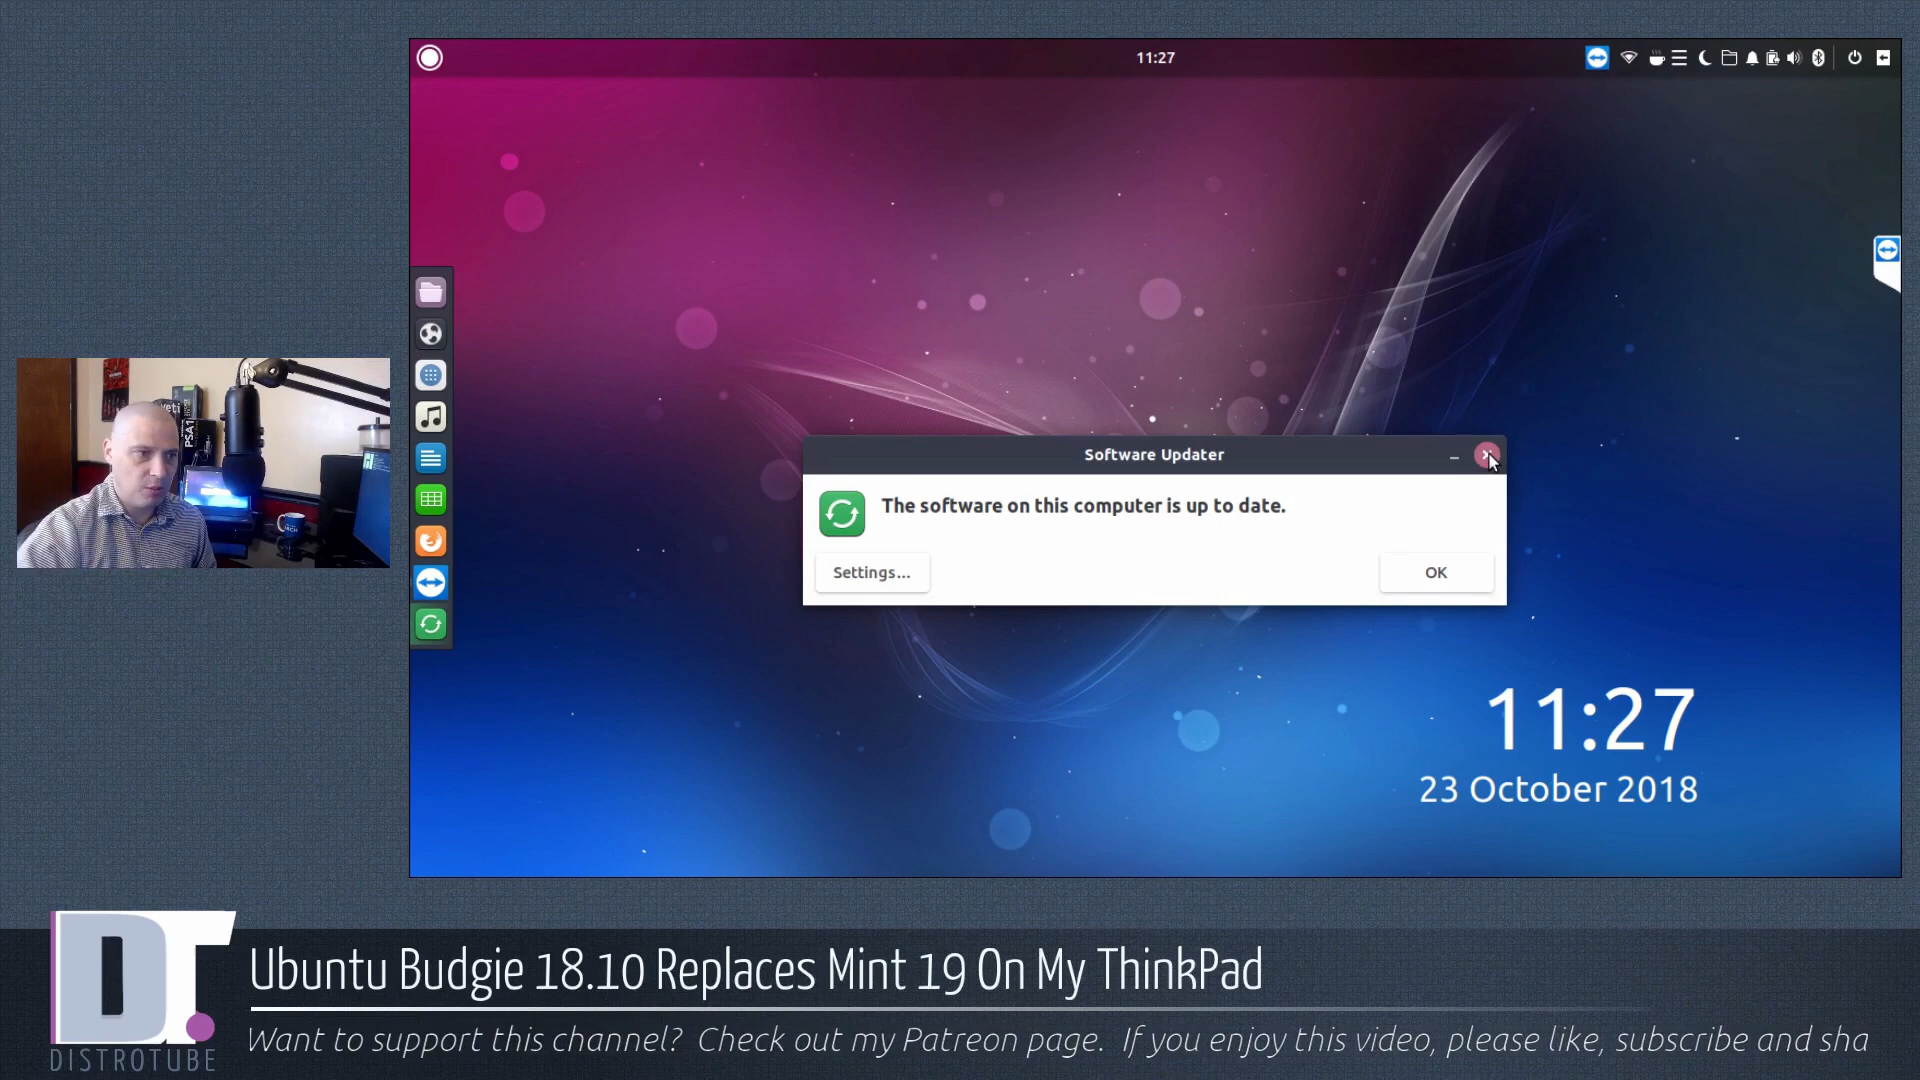 11:27
Software Updater
The software on this computer is up to date.
Settings...
OK
11:27
23 October 2018
PSA1
DT
DISTROTUBE
Ubuntu Budgie 18.10 Replaces Mint 19 On My ThinkPad
Want to support this channel? Check out my Patreon page. If you enjoy this video, please like, subscribe and sha